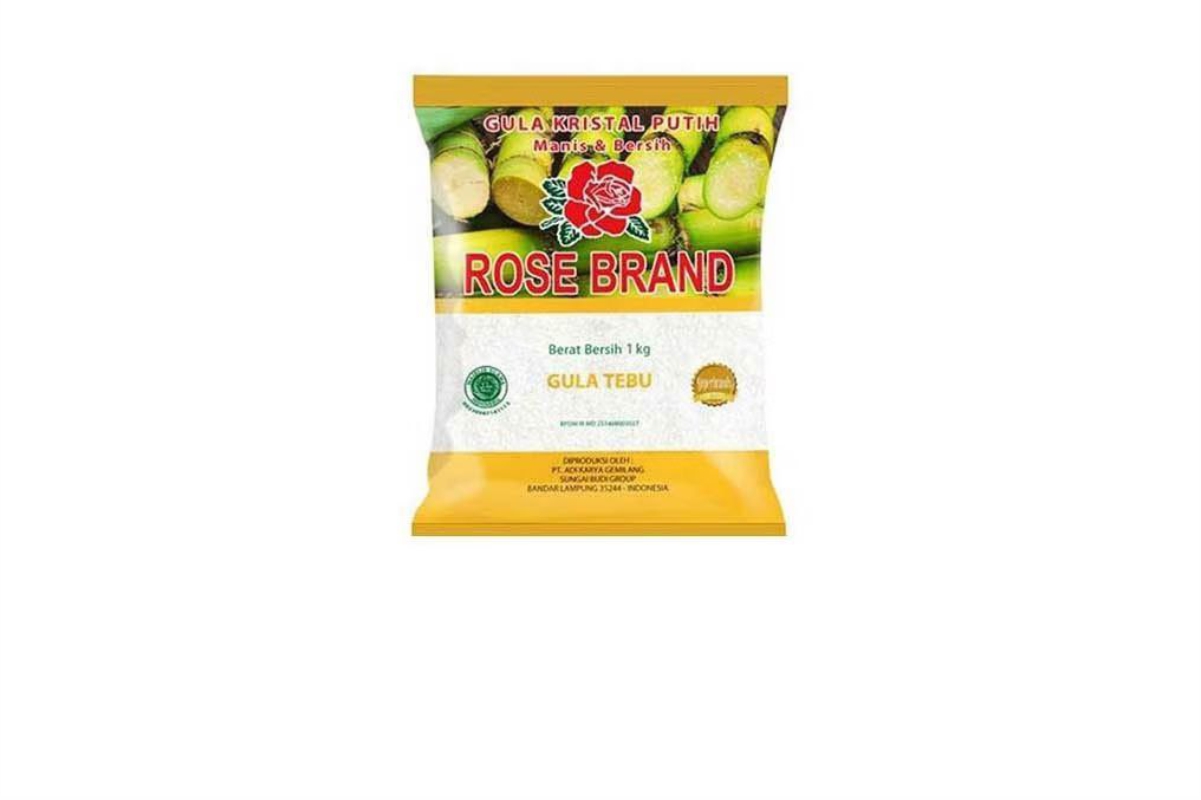 GULA KRISTAL PUTIH
Manis & Bersih
ROSE BRAND
Berat Bersih 1 kg
GULA TEBU
Superbrands
DIPRODUKSI OLEH :
PT. ADI KARYA GEMILANG
SUNGAI BUDI GROUP
BANDAR LAMPUNG 35244 - INDONESIA